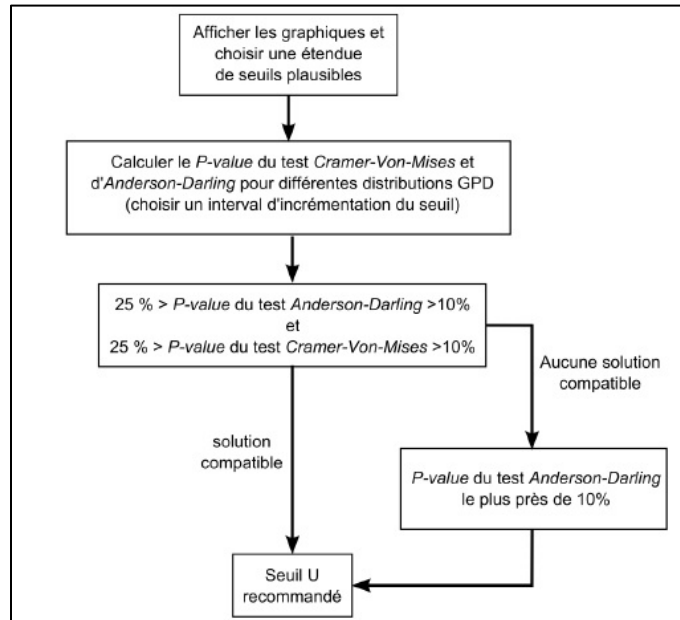 Afficher les graphiques et
choisir une étendue
de seuils plausibles
Calculer le P-value du test Cramer-Von-Mises et
d'Anderson-Darling pour différentes distributions GPD
(choisir un interval d'incrémentation du seuil)
25 % > P-value du test Anderson-Darling >10%
et
25 % > P-value du test Cramer-Von-Mises >10%
Aucune solution
compatible
solution
compatible
P-value du test Anderson-Darling
le plus près de 10%
Seuil U
recommandé